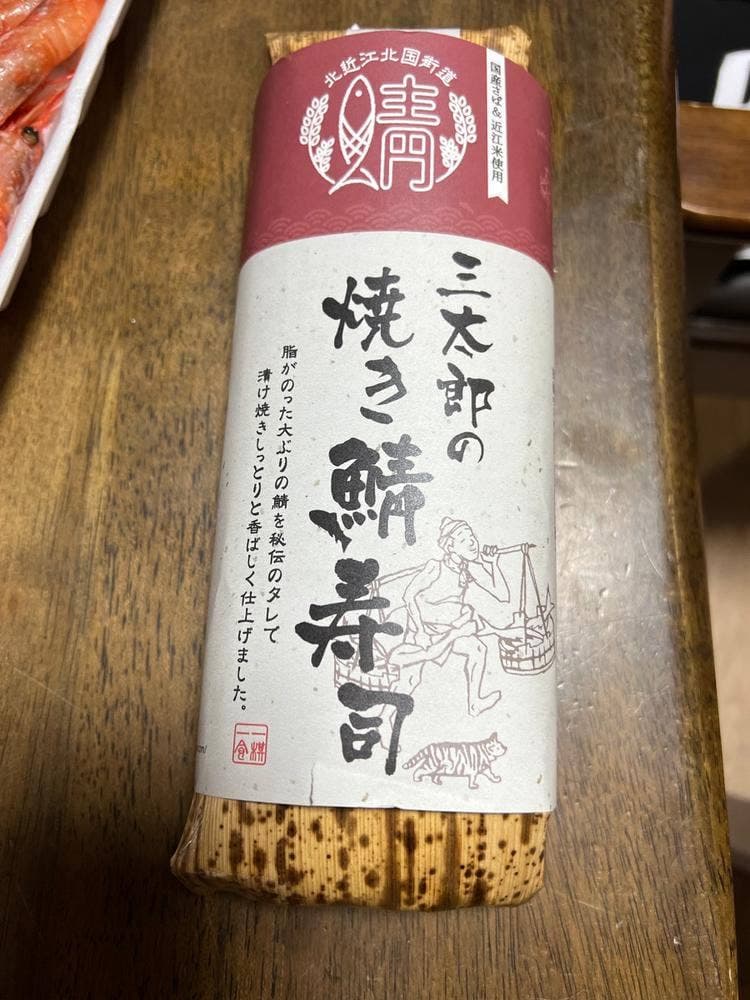 北近江北国街道
鯖
国産さば&近江米使用
三太郎の
焼き鯖寿司
脂がのった大ぶりの鯖を秘伝のタレで
漬け焼きしっとりと香ばしく仕上げました。